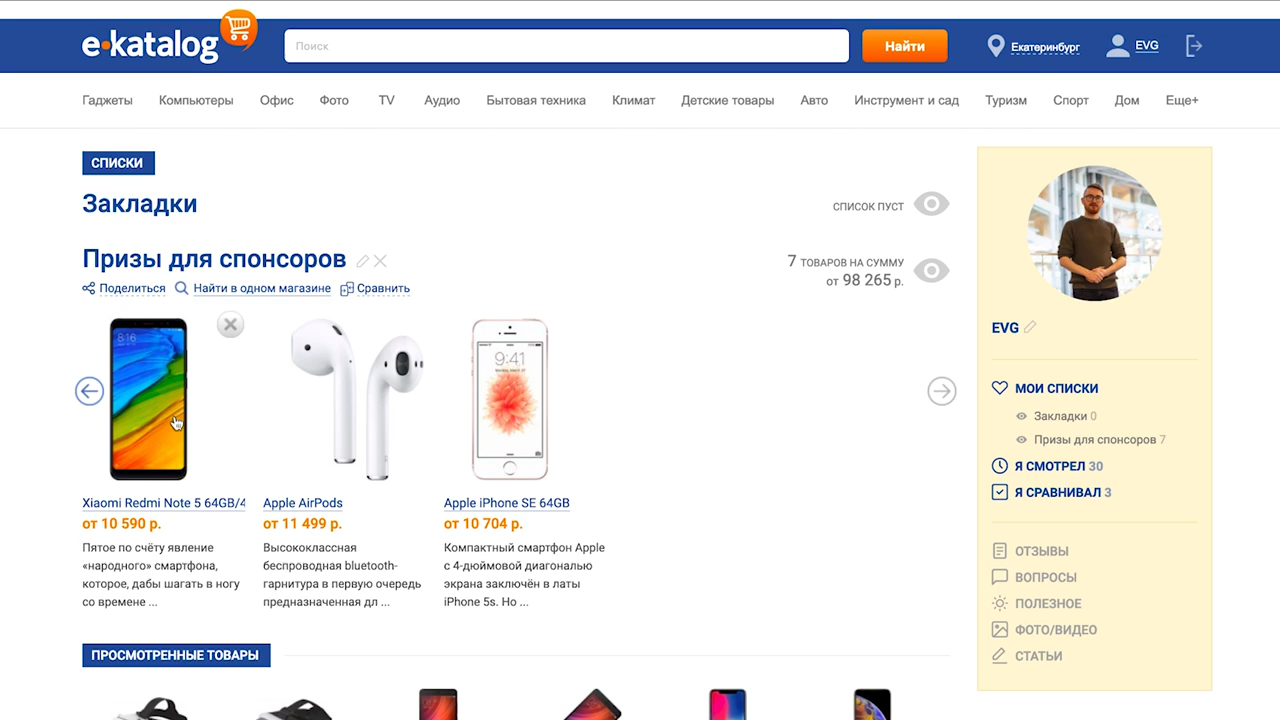 e·katalog
Поиск
Найти
Екатеринбург
EVG
Гаджеты Компьютеры Офис Фото TV Аудио Бытовая техника Климат Детские товары Авто Инструмент и сад Туризм Спорт Дом Еще+
СПИСКИ
Закладки
СПИСОК ПУСТ
Призы для спонсоров
7 ТОВАРОВ НА СУММУ
от 98 265 р.
Поделиться Найти в одном магазине Сравнить
8:16
9:41
Xiaomi Redmi Note 5 64GB/4
от 10 590 р.
Пятое по счёту явление
«народного» смартфона,
которое, дабы шагать в ногу
со времене ...
Apple AirPods
от 11 499 р.
Высококлассная
беспроводная bluetooth-
гарнитура в первую очередь
предназначенная дл ...
Apple iPhone SE 64GB
от 10 704 р.
Компактный смартфон Apple
с 4-дюймовой диагональю
экрана заключён в латы
iPhone 5s. Но ...
ПРОСМОТРЕННЫЕ ТОВАРЫ
EVG
МОИ СПИСКИ
Закладки 0
Призы для спонсоров 7
Я СМОТРЕЛ 30
Я СРАВНИВАЛ 3
ОТЗЫВЫ
ВОПРОСЫ
ПОЛЕЗНОЕ
ФОТО/ВИДЕО
СТАТЬИ